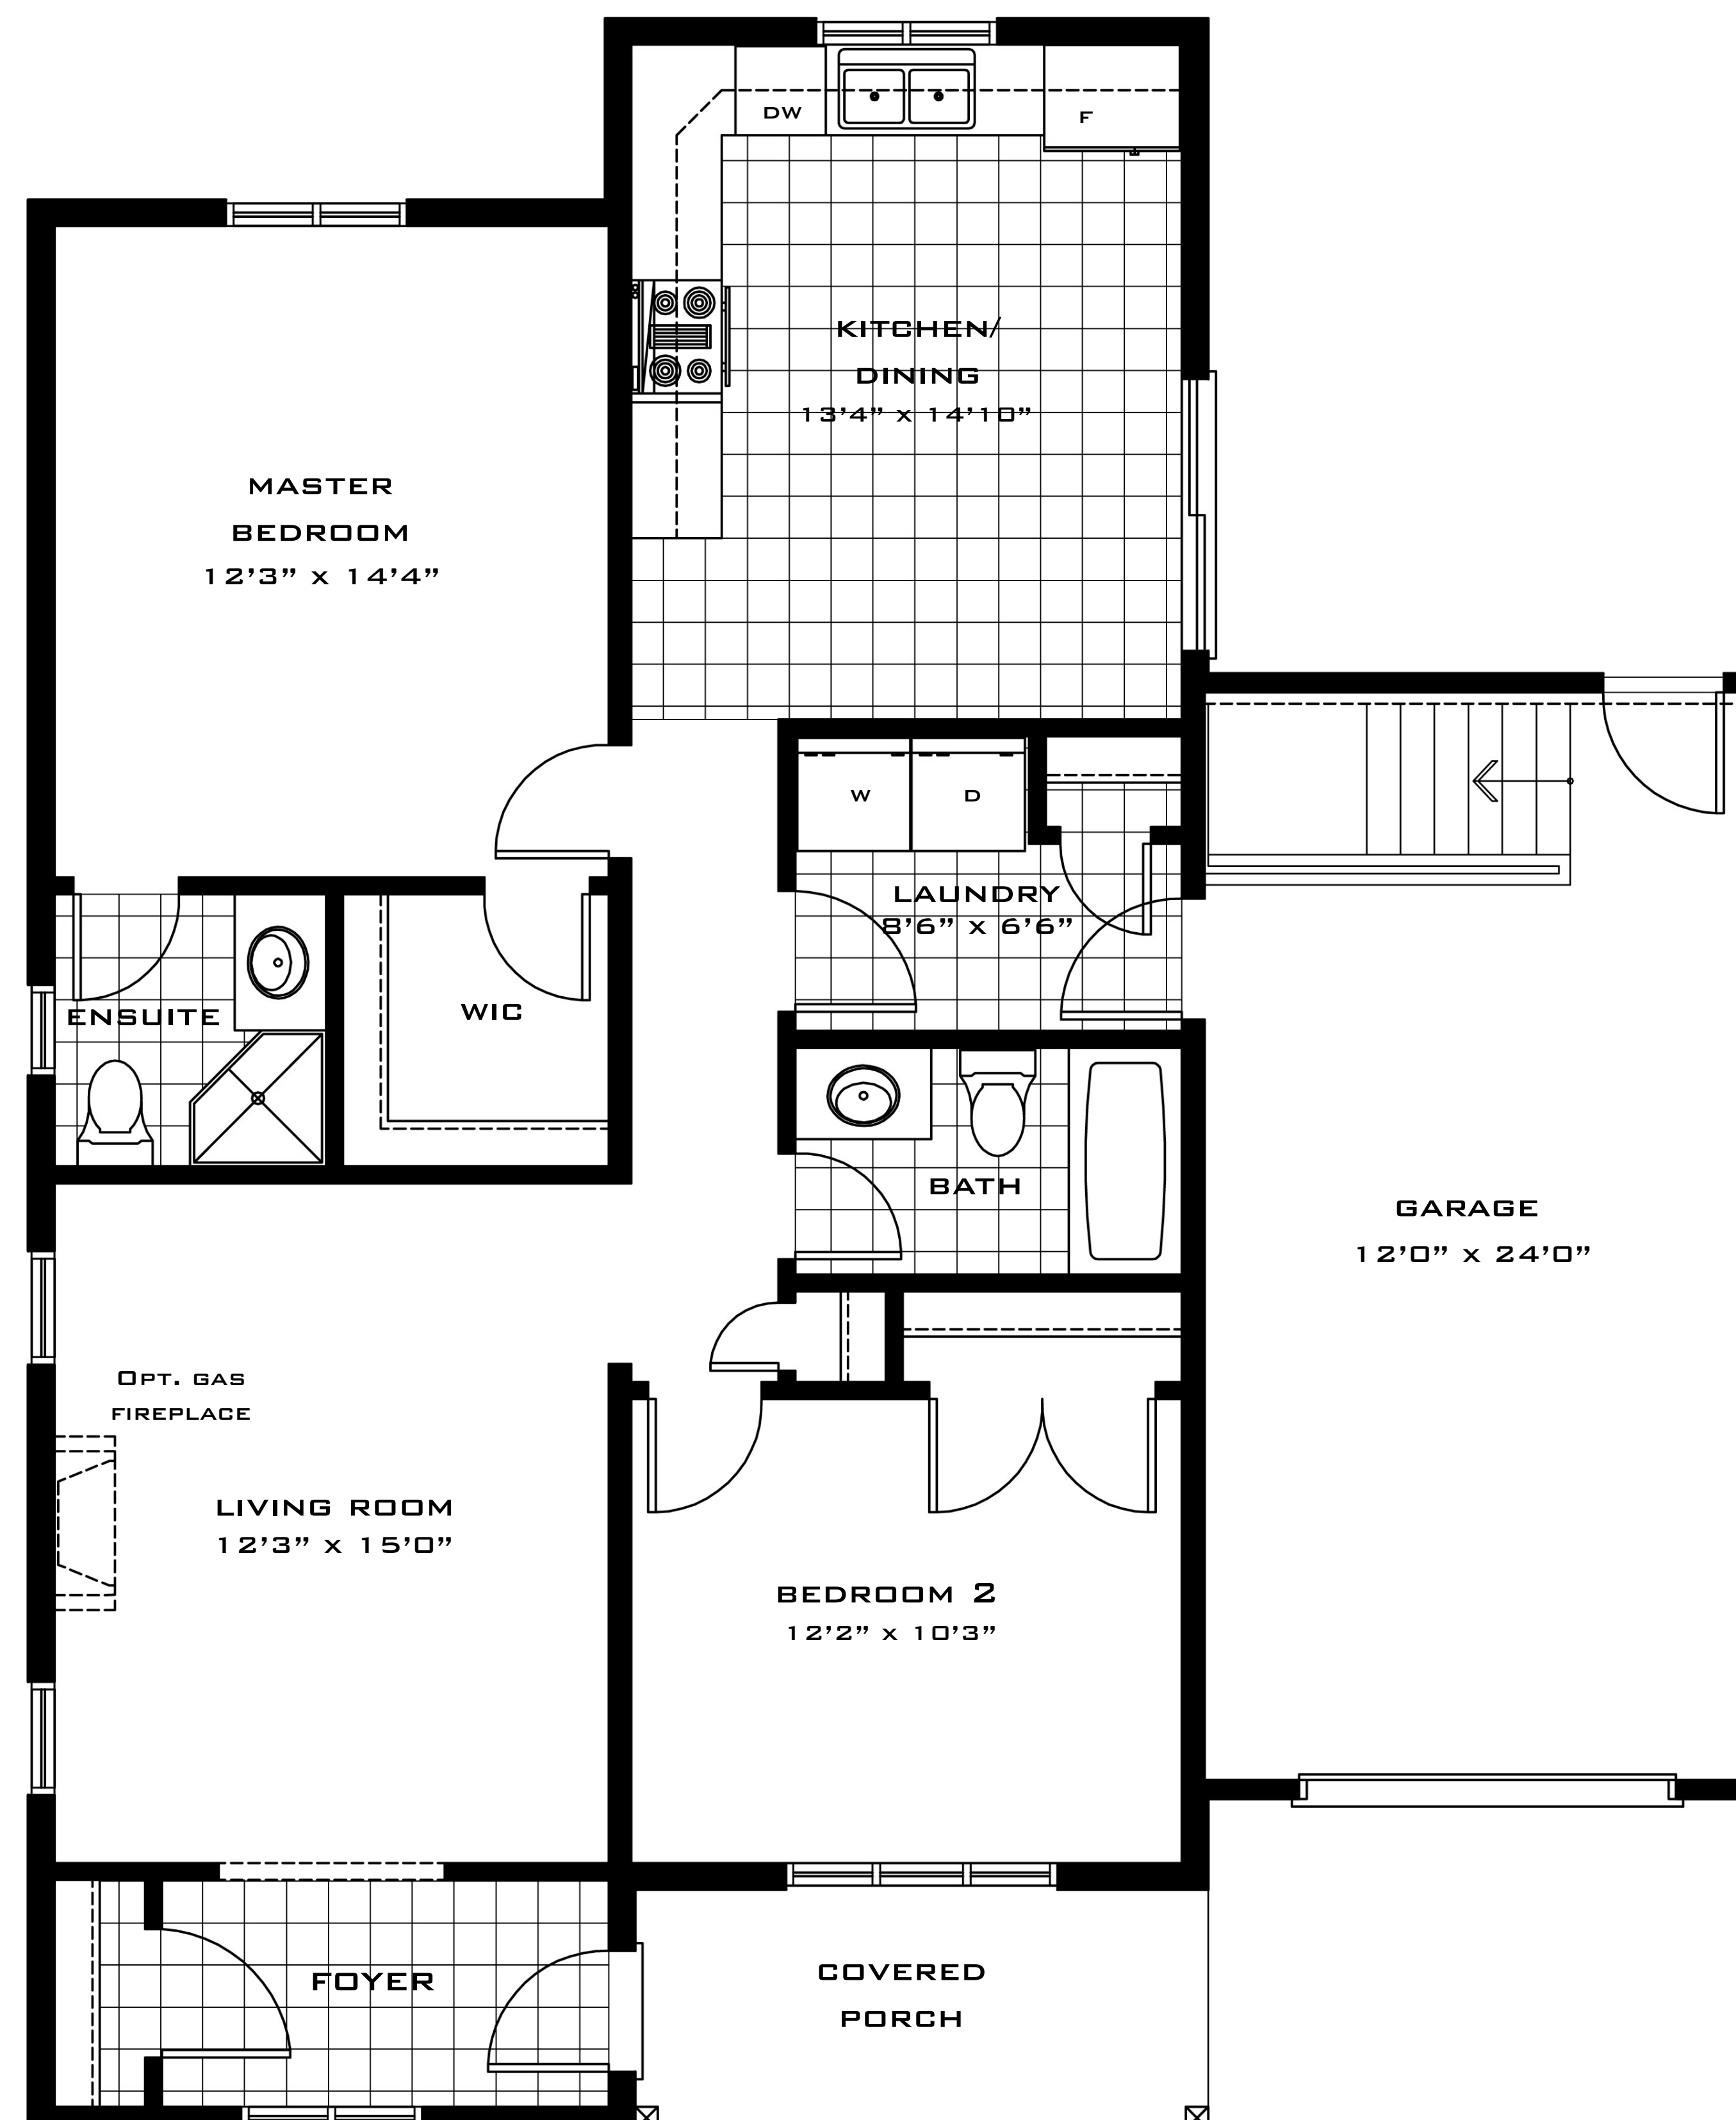 DW
F
KITCHEN/
DINING
13'4" x 14'10"
MASTER
BEDROOM
12'3" x 14'4"
W
D
LAUNDRY
8'6" x 6'6"
ENSUITE
WIC
BATH
GARAGE
12'0" x 24'0"
OPT. GAS
FIREPLACE
LIVING ROOM
12'3" x 15'0"
BEDROOM 2
12'2" x 10'3"
FOYER
COVERED
PORCH